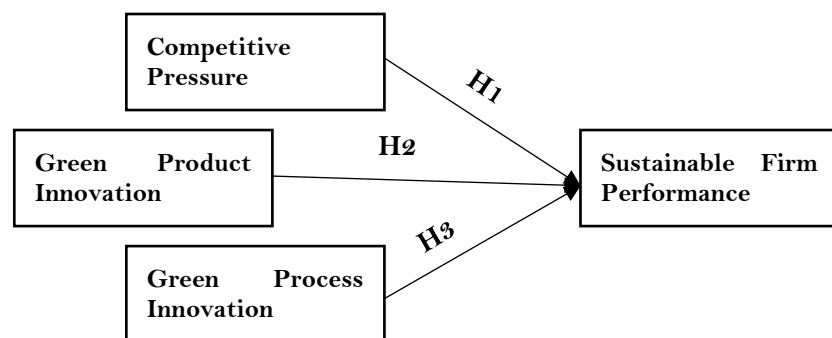 Competitive
Pressure
H1
Green Product
Innovation
H2
Sustainable Firm
Performance
H3
Green Process
Innovation